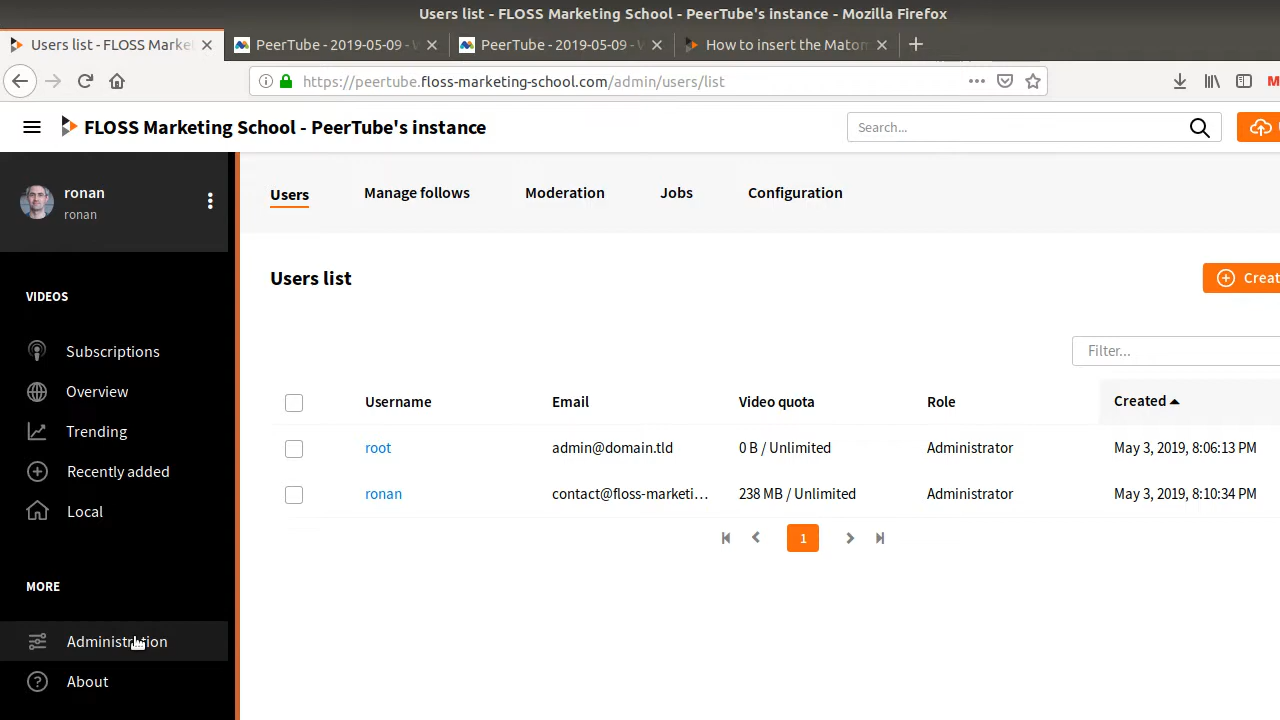 Users list - FLOSS Marketing School - PeerTube's instance - Mozilla Firefox
Users list - FLOSS Marke
PeerTube - 2019-05-09 -
PeerTube - 2019-05-09 -
How to insert the Matom
https://peertube.floss-marketing-school.com/admin/users/list
FLOSS Marketing School - PeerTube's instance
Search...
ronan
ronan
VIDEOS
Subscriptions
Overview
Trending
Recently added
Local
MORE
Administration
About
Users
Manage follows
Moderation
Jobs
Configuration
Users list
Creat
Filter...
Username Email Video quota Role Created
root admin@domain.tld 0 B / Unlimited Administrator May 3, 2019, 8:06:13 PM
ronan contact@floss-marketi... 238 MB / Unlimited Administrator May 3, 2019, 8:10:34 PM
1